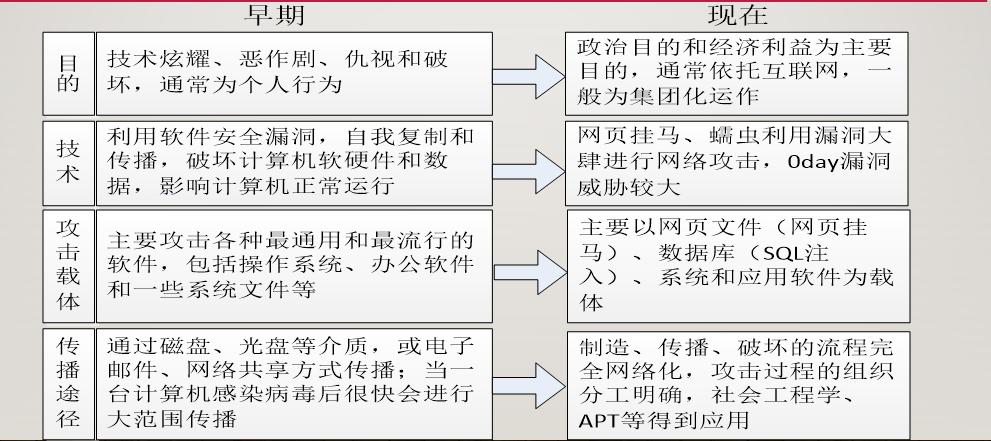 早期
现在
目
的
技术炫耀、恶作剧、仇视和破
坏，通常为个人行为
政治目的和经济利益为主要
目的，通常依托互联网，一
般为集团化运作
技
术
利用软件安全漏洞，自我复制和
传播，破坏计算机软硬件和数
据，影响计算机正常运行
网页挂马、蠕虫利用漏洞大
肆进行网络攻击，0day漏洞
威胁较大
攻
击
载
体
主要攻击各种最通用和最流行的
软件，包括操作系统、办公软件
和一些系统文件等
主要以网页文件（网页挂
马）、数据库（SQL注
入）、系统和应用软件为载
体
传
播
途
径
通过磁盘、光盘等介质，或电子
邮件、网络共享方式传播；当一
台计算机感染病毒后很快会进行
大范围传播
制造、传播、破坏的流程完
全网络化，攻击过程的组织
分工明确，社会工程学、
APT等得到应用